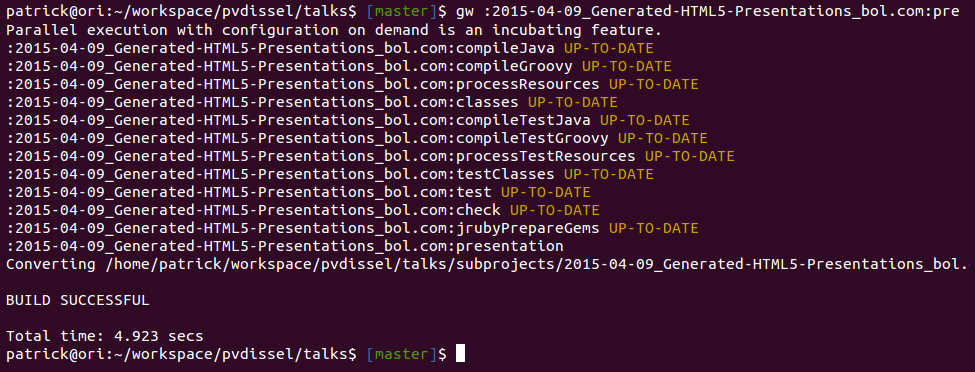 patrick@ori:~/workspace/pvdissel/talks$ [master]$ gw :2015-04-09_Generated-HTML5-Presentations_bol.com:pre
Parallel execution with configuration on demand is an incubating feature.
:2015-04-09_Generated-HTML5-Presentations_bol.com:compileJava UP-TO-DATE
:2015-04-09_Generated-HTML5-Presentations_bol.com:compileGroovy UP-TO-DATE
:2015-04-09_Generated-HTML5-Presentations_bol.com:processResources UP-TO-DATE
:2015-04-09_Generated-HTML5-Presentations_bol.com:classes UP-TO-DATE
:2015-04-09_Generated-HTML5-Presentations_bol.com:compileTestJava UP-TO-DATE
:2015-04-09_Generated-HTML5-Presentations_bol.com:compileTestGroovy UP-TO-DATE
:2015-04-09_Generated-HTML5-Presentations_bol.com:processTestResources UP-TO-DATE
:2015-04-09_Generated-HTML5-Presentations_bol.com:testClasses UP-TO-DATE
:2015-04-09_Generated-HTML5-Presentations_bol.com:test UP-TO-DATE
:2015-04-09_Generated-HTML5-Presentations_bol.com:check UP-TO-DATE
:2015-04-09_Generated-HTML5-Presentations_bol.com:jrubyPrepareGems UP-TO-DATE
:2015-04-09_Generated-HTML5-Presentations_bol.com:presentation
Converting /home/patrick/workspace/pvdissel/talks/subprojects/2015-04-09_Generated-HTML5-Presentations_bol.
BUILD SUCCESSFUL
Total time: 4.923 secs
patrick@ori:~/workspace/pvdissel/talks$ [master]$